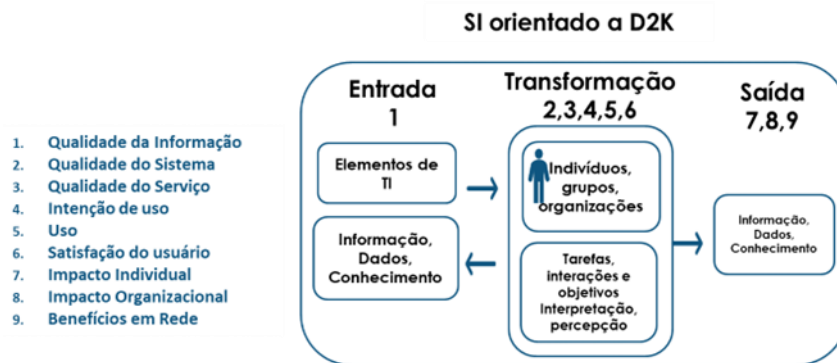 SI orientado a D2K
1. Qualidade da Informação
2. Qualidade do Sistema
3. Qualidade do Serviço
4. Intenção de uso
5. Uso
6. Satisfação do usuário
7. Impacto Individual
8. Impacto Organizacional
9. Benefícios em Rede
Entrada
1
Elementos de
TI
Informação,
Dados,
Conhecimento
Transformação
2,3,4,5,6
Indivíduos,
grupos,
organizações
Tarefas,
interações e
objetivos
Interpretação,
percepção
Saída
7,8,9
Informação,
Dados,
Conhecimento